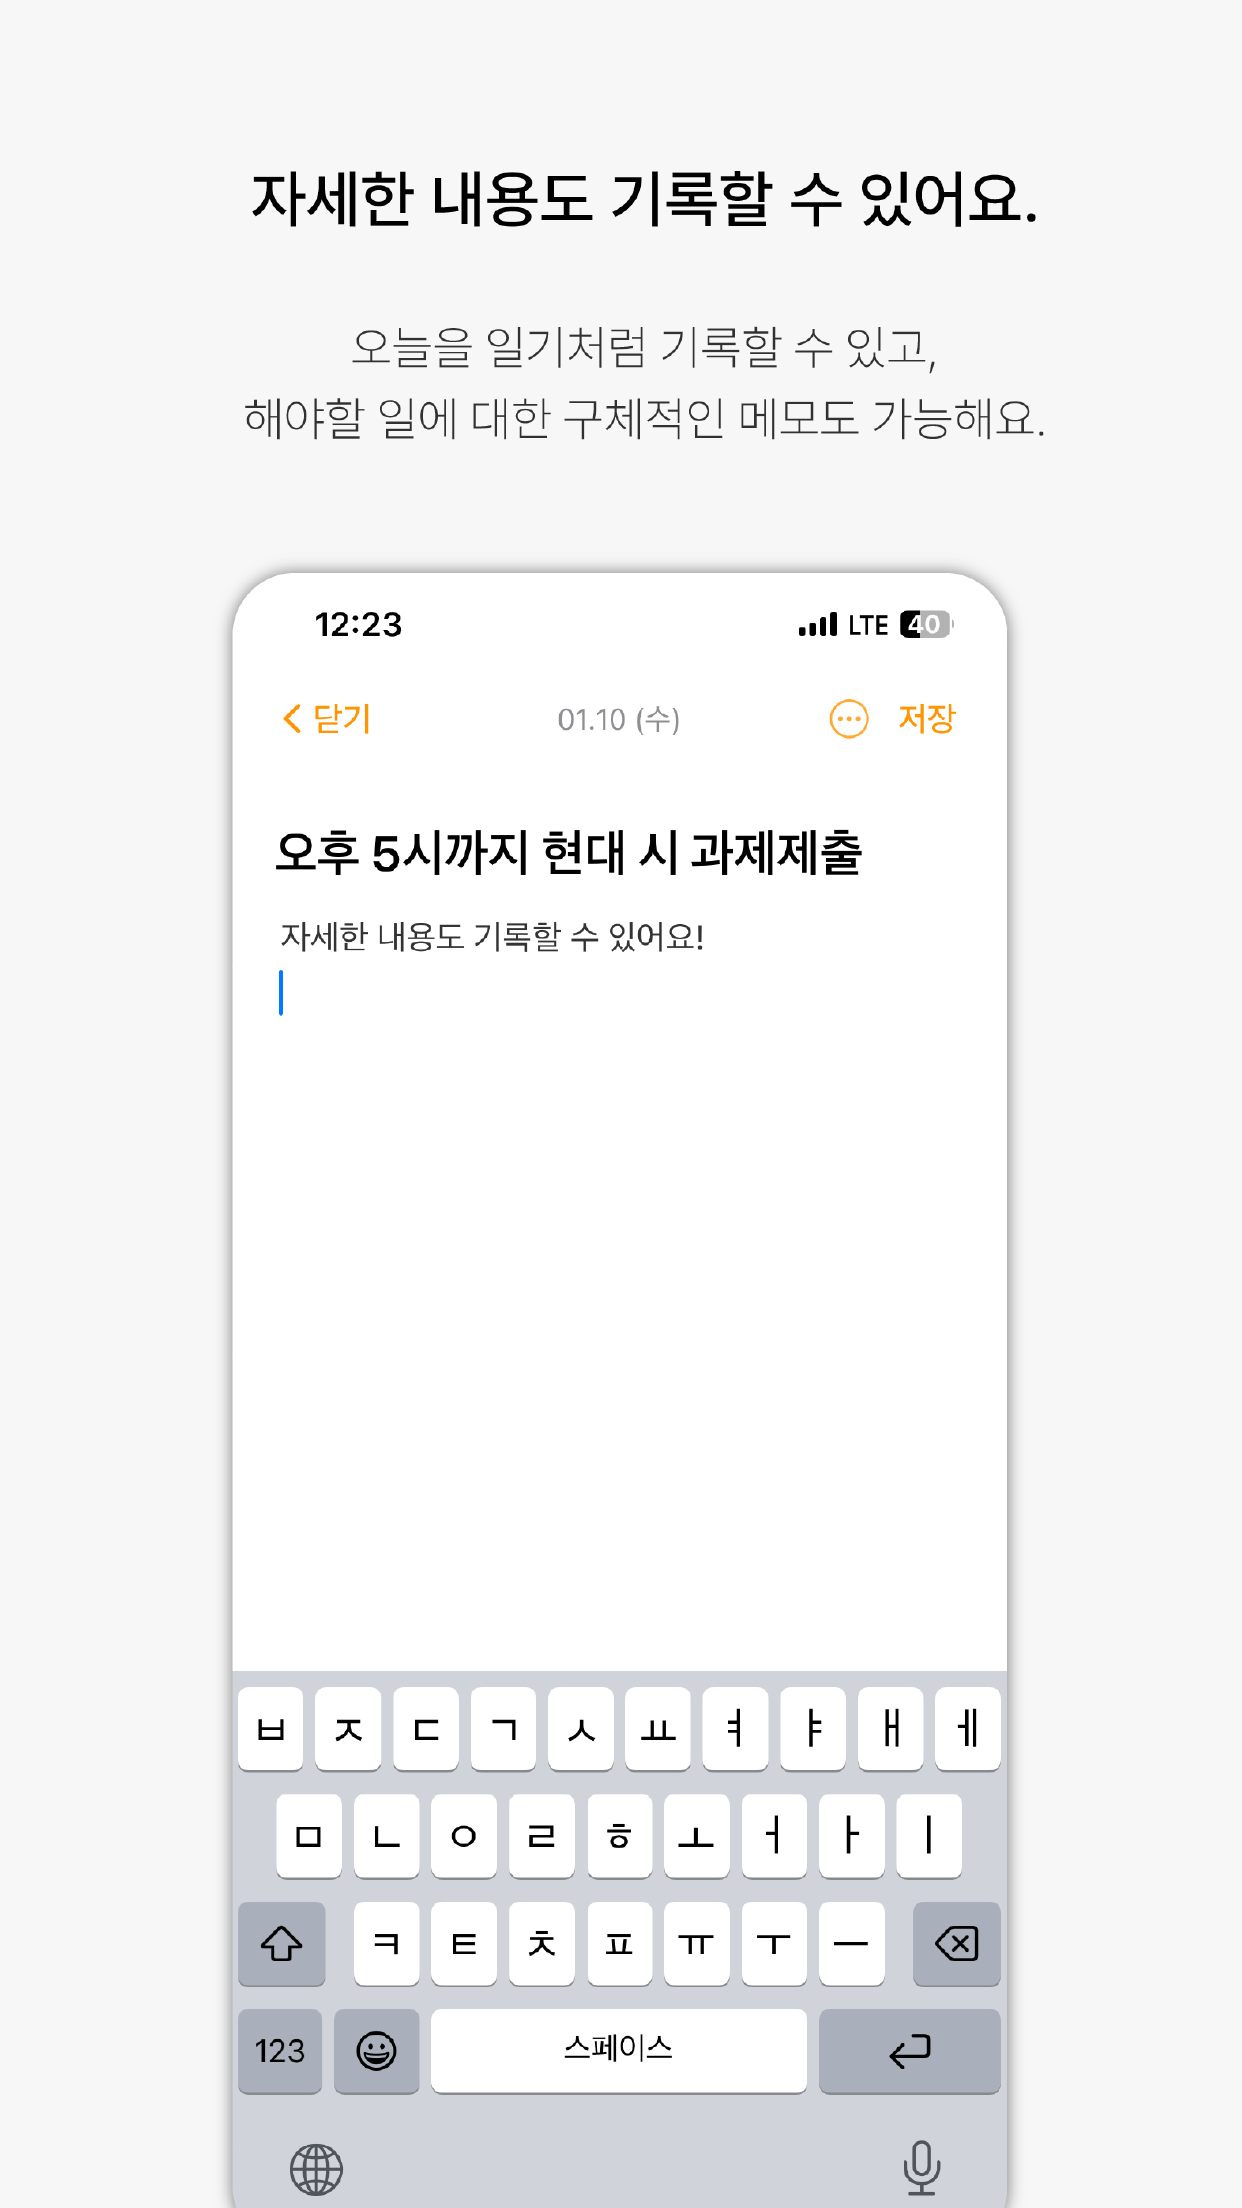 자세한 내용도 기록할 수 있어요.
오늘을 일기처럼 기록할 수 있고,
해야할 일에 대한 구체적인 메모도 가능해요.
12:23 LTE 40
닫기 01.10 (수) 저장
오후 5시까지 현대 시 과제제출
자세한 내용도 기록할 수 있어요!
ㅂ ㅈ ㄷ ㄱ ㅅ ㅛ ㅕ ㅑ ㅐ ㅔ
ㅁ ㄴ ㅇ ㄹ ㅎ ㅗ ㅓ ㅏ ㅣ
ㅋ ㅌ ㅊ ㅍ ㅠ ㅜ ㅡ
123 스페이스